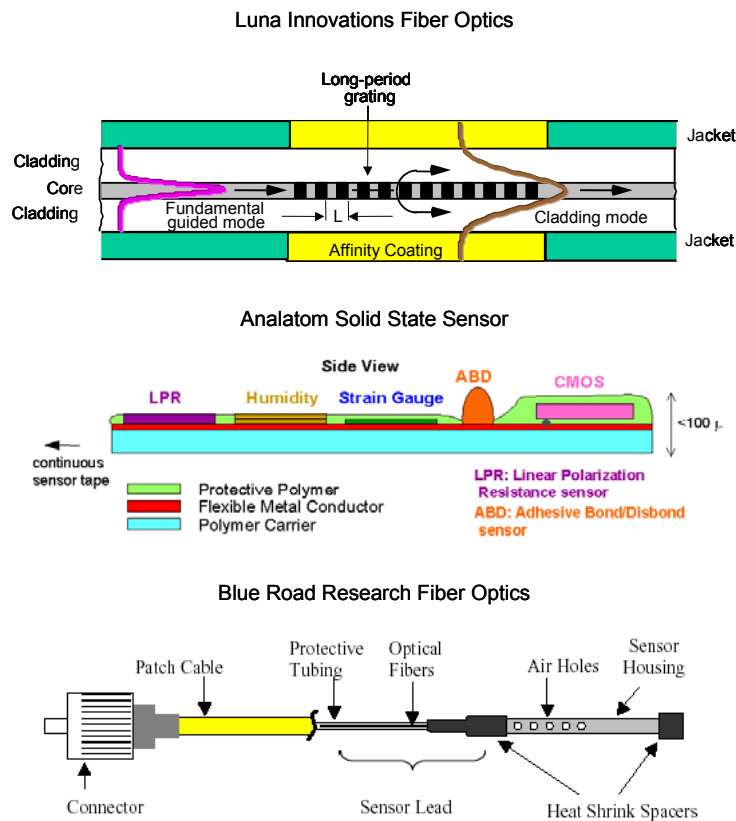 Luna Innovations Fiber Optics
Long-period
grating
Jacket
Cladding
Core
Cladding
Fundamental
guided mode
L
Cladding mode
Affinity Coating
Jacket
Analatom Solid State Sensor
Side View
ABD
LPR
Humidity
Strain Gauge
CMOS
<100 μ
continuous
sensor tape
Protective Polymer
Flexible Metal Conductor
Polymer Carrier
LPR: Linear Polarization
Resistance sensor
ABD: Adhesive Bond/Disbond
sensor
Blue Road Research Fiber Optics
Patch Cable
Protective
Tubing
Optical
Fibers
Air Holes
Sensor
Housing
Connector
Sensor Lead
Heat Shrink Spacers